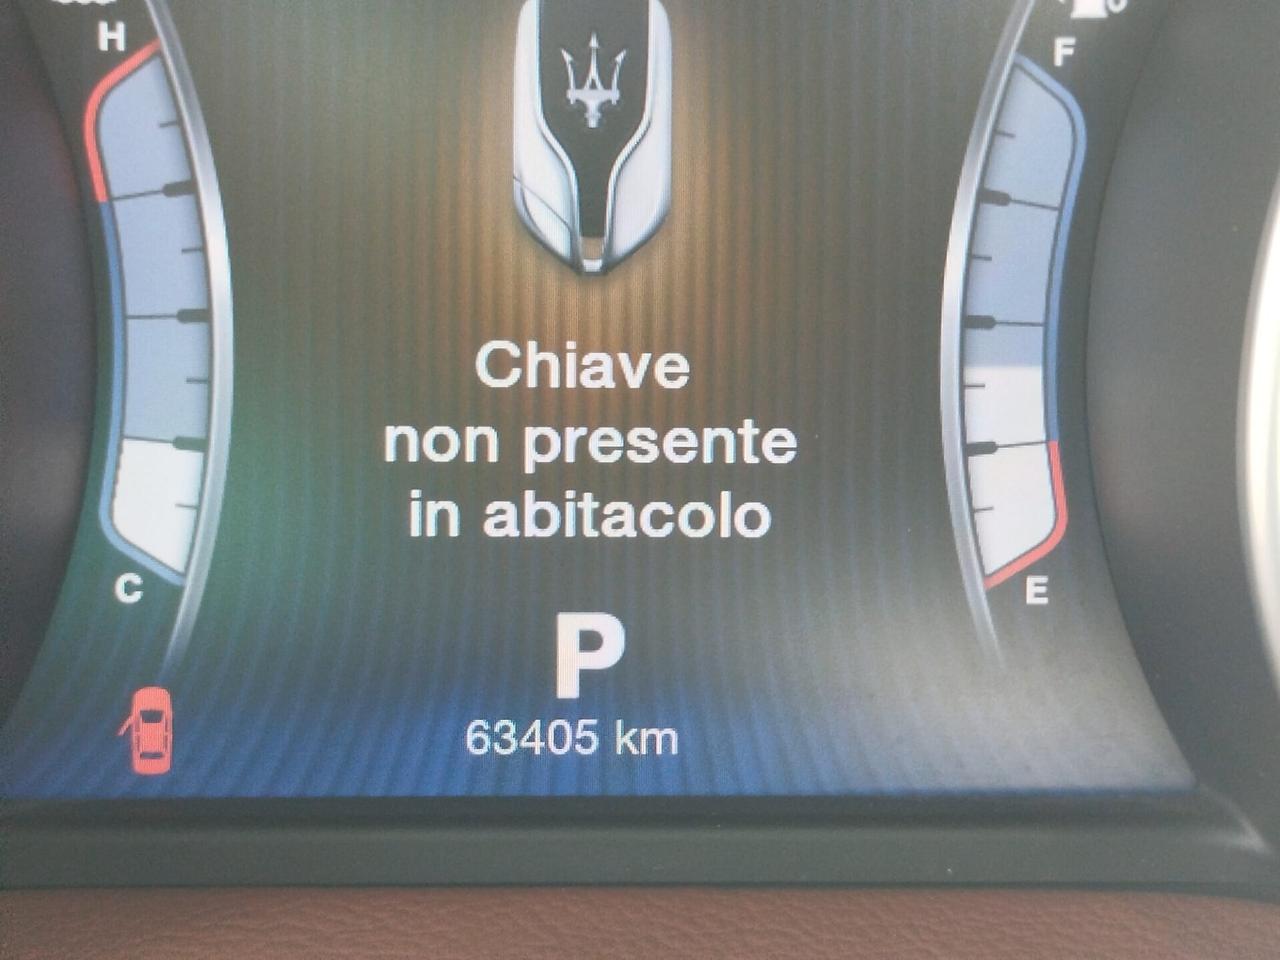 H
F
Chiave
non presente
in abitacolo
C
E
P
63405 km